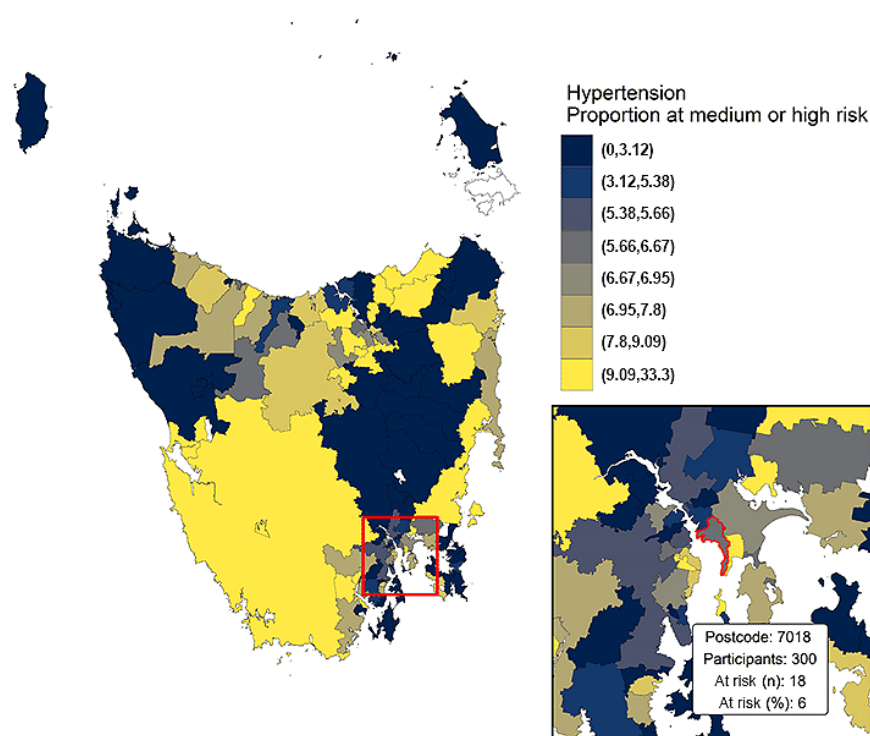 Hypertension
Proportion at medium or high risk
(0,3.12)
(3.12,5.38)
(5.38,5.66)
(5.66,6.67)
(6.67,6.95)
(6.95,7.8)
(7.8,9.09)
(9.09,33.3)
Postcode: 7018
Participants: 300
At risk (n): 18
At risk (%): 6